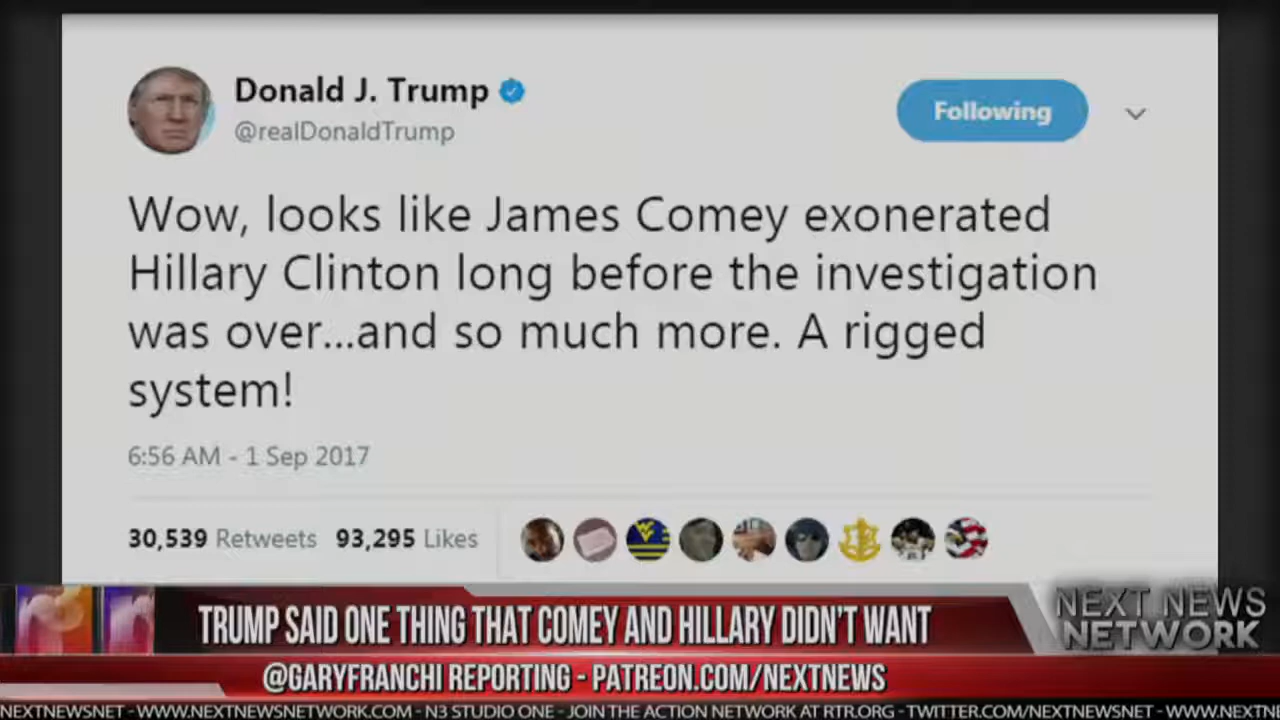 Donald J. Trump
@realDonaldTrump
Following
Wow, looks like James Comey exonerated
Hillary Clinton long before the investigation
was over...and so much more. A rigged
system!
6:56 AM - 1 Sep 2017
30,539 Retweets 93,295 Likes
TRUMP SAID ONE THING THAT COMEY AND HILLARY DIDN'T WANT
NEXT NEWS
NETWORK
@GARYFRANCHI REPORTING - PATREON.COM/NEXTNEWS
NEXTNEWSNET - WWW.NEXTNEWSNETWORK.COM - N3 STUDIO ONE - JOIN THE ACTION NETWORK AT RTR.ORG - TWITTER.COM/NEXTNEWSNET - WWW.NEXTN